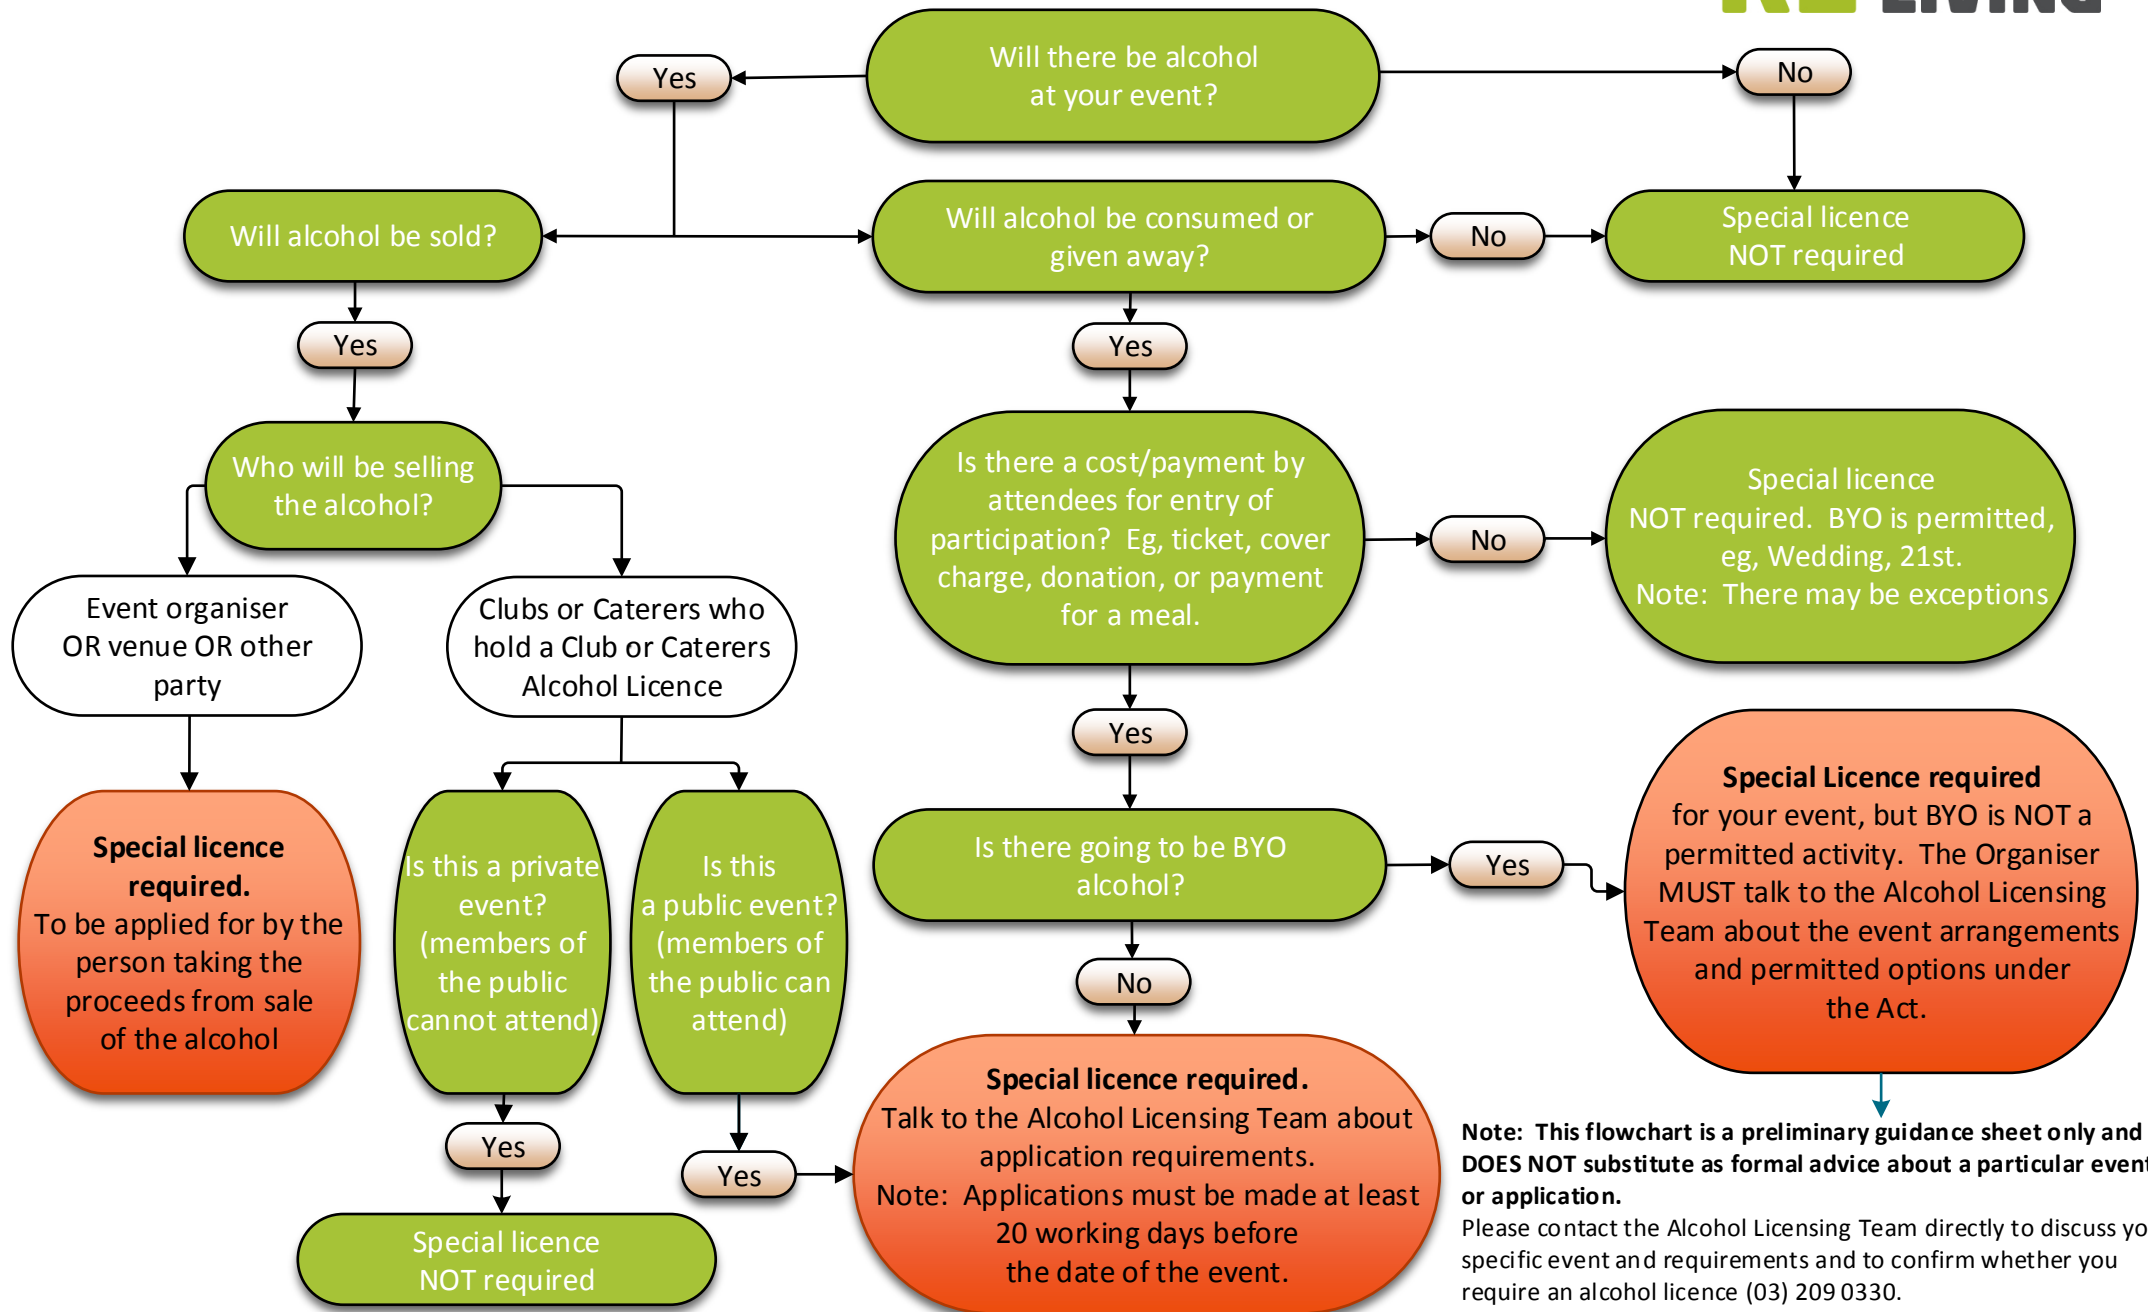 LIVING
Will there be alcohol
at your event?
Yes
No
Will alcohol be sold?
Will alcohol be consumed or
given away?
No
Special licence
NOT required
Yes
Yes
Who will be selling
the alcohol?
Is there a cost/payment by
attendees for entry of
participation?  Eg, ticket, cover
charge, donation, or payment
for a meal.
No
Special licence
NOT required.  BYO is permitted,
eg, Wedding, 21st.
Note:  There may be exceptions
Event organiser
OR venue OR other
party
Clubs or Caterers who
hold a Club or Caterers
Alcohol Licence
Yes
Special licence
required.
To be applied for by the
person taking the
proceeds from sale
of the alcohol
Is this a private
event?
(members of
the public
cannot attend)
Is this
a public event?
(members of
the public can
attend)
Is there going to be BYO
alcohol?
Yes
Special Licence required
for your event, but BYO is NOT a
permitted activity.  The Organiser
MUST talk to the Alcohol Licensing
Team about the event arrangements
and permitted options under
the Act.
No
Yes
Yes
Special licence required.
Talk to the Alcohol Licensing Team about
application requirements.
Note:  Applications must be made at least
20 working days before
the date of the event.
Special licence
NOT required
Note:  This flowchart is a preliminary guidance sheet only and
DOES NOT substitute as formal advice about a particular event
or application.
Please contact the Alcohol Licensing Team directly to discuss yo
specific event and requirements and to confirm whether you
require an alcohol licence (03) 209 0330.